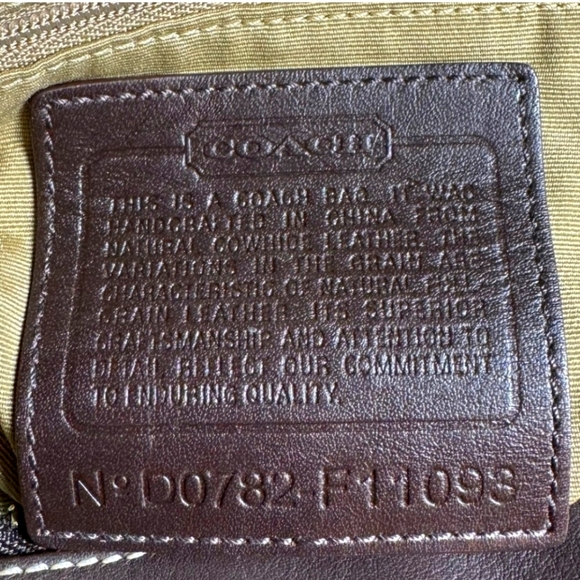 COACH
THIS IS A COACH BAG. IT WAS
HANDCRAFTED IN CHINA FROM
NATURAL COWHIDE LEATHER. THE
VARIATIONS IN THE GRAIN ARE
CHARACTERISTIC OF NATURAL FULL
GRAIN LEATHER. ITS SUPERIOR
CRAFTSMANSHIP AND ATTENTION TO
DETAIL REFLECT OUR COMMITMENT
TO ENDURING QUALITY.
No D0782-F11093